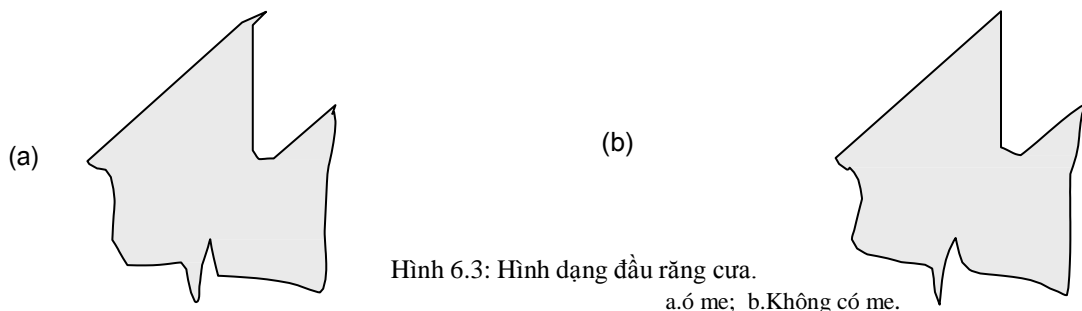 (a)
(b)
Hình 6.3: Hình dạng đầu răng cưa.
a.ó me; b.Không có me.